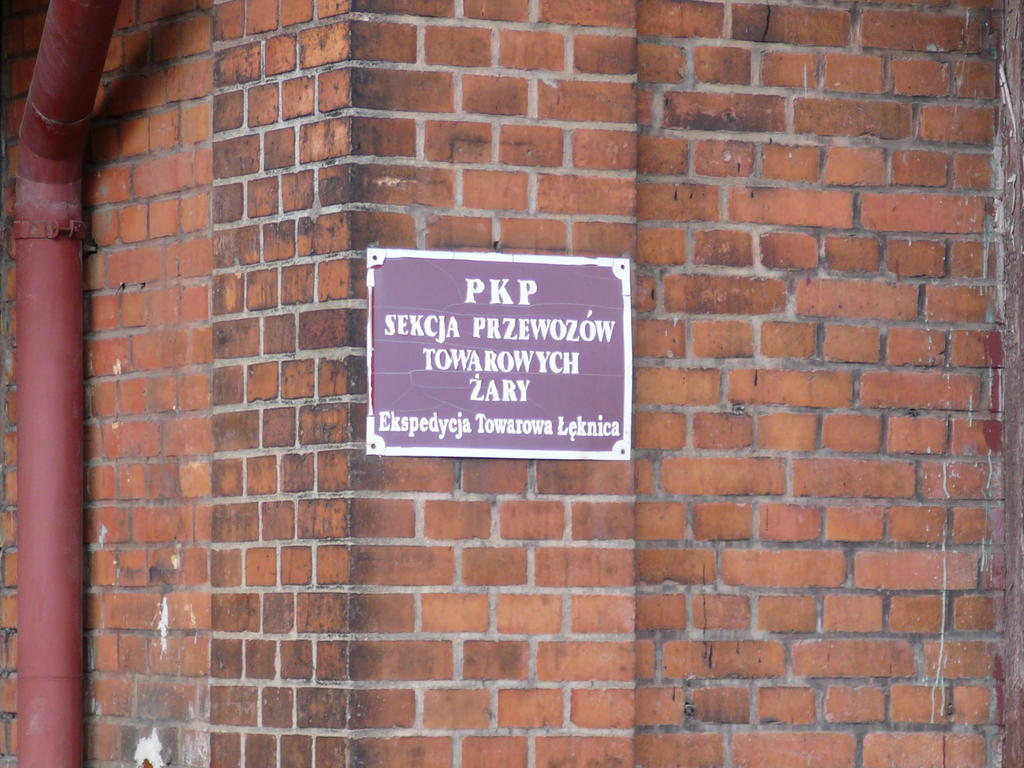 PKP
SEKCJA PRZEWOZÓW
TOWAROWYCH
ŻARY
Ekspedycja Towarowa Łęknica